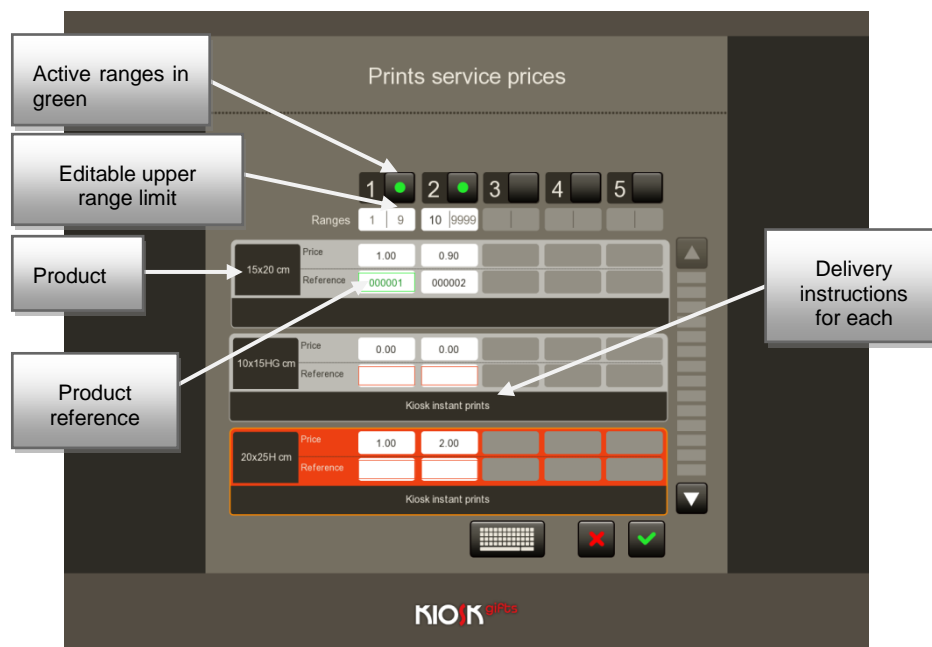 Prints service prices
Active ranges in
green
Editable upper
range limit
Product
Product
reference
Delivery
instructions
for each
1 2 3 4 5
Ranges 1 9 10 9999
15x20 cm
Price 1.00 0.90
Reference 000001 000002
10x15HG cm
Price 0.00 0.00
Reference
Kiosk instant prints
20x25H cm
Price 1.00 2.00
Reference
Kiosk instant prints
KIOSK gifts